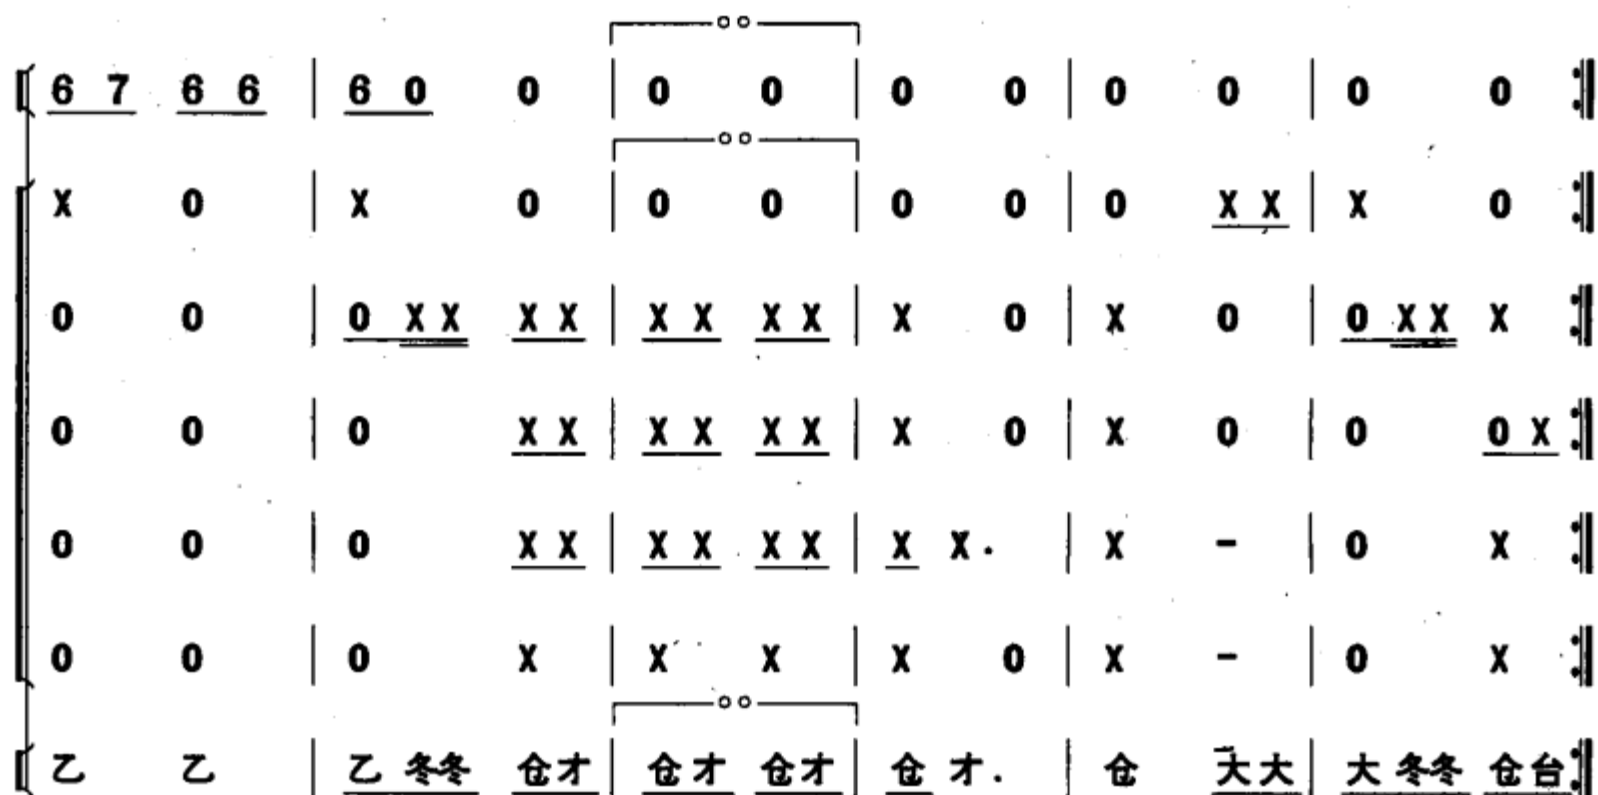 6 7 6 6 | 6 0 0 | 0 0 | 0 0 | 0 0 | 0 0 :‖
X 0 | X 0 | 0 0 | 0 0 | 0 X X | X 0 :‖
0 0 | 0 X X X X | X X X X | X 0 | X 0 | 0 X X X :‖
0 0 | 0 X X | X X X X | X 0 | X 0 | 0 0 X :‖
0 0 | 0 X X | X X X X | X X . | X - | 0 X :‖
0 0 | 0 X | X X | X 0 | X - | 0 X :‖
乙 乙 | 乙 冬冬 仓才 | 仓才 仓才 | 仓 才. | 仓 大大 | 大 冬冬 仓台 :‖